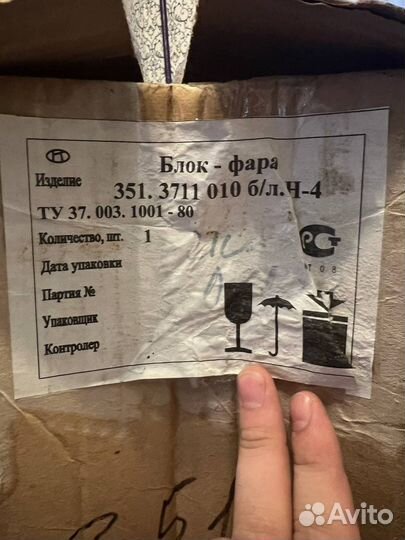 Блок - фара
Изделие 351. 3711 010 б/л.Ч-4
ТУ 37. 003. 1001 - 80
Количество, шт. 1
Дата упаковки
Партия №
Упаковщик
Контролер
351
Avito